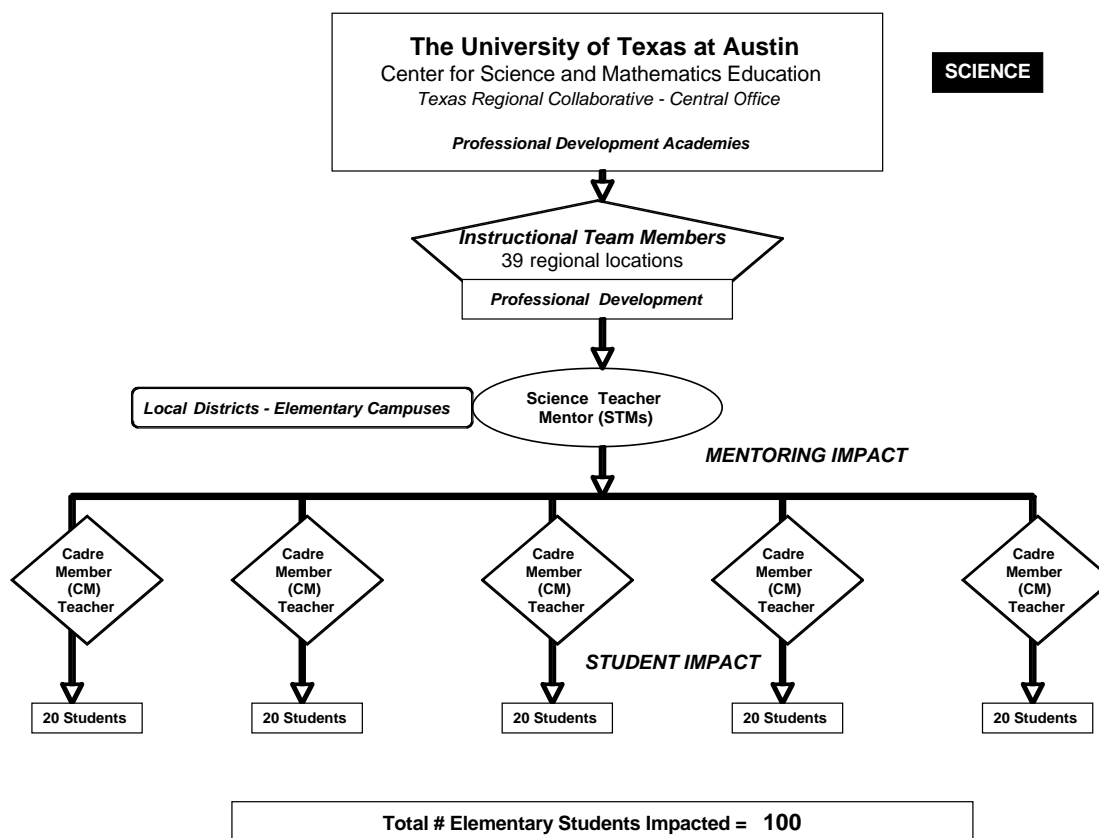 The University of Texas at Austin
Center for Science and Mathematics Education
Texas Regional Collaborative - Central Office
Professional Development Academies
SCIENCE
Instructional Team Members
39 regional locations
Professional Development
Local Districts - Elementary Campuses
Science Teacher
Mentor (STMs)
MENTORING IMPACT
Cadre
Member
(CM)
Teacher
Cadre
Member
(CM)
Teacher
Cadre
Member
(CM)
Teacher
Cadre
Member
(CM)
Teacher
Cadre
Member
(CM)
Teacher
STUDENT IMPACT
20 Students
20 Students
20 Students
20 Students
20 Students
Total # Elementary Students Impacted = 100